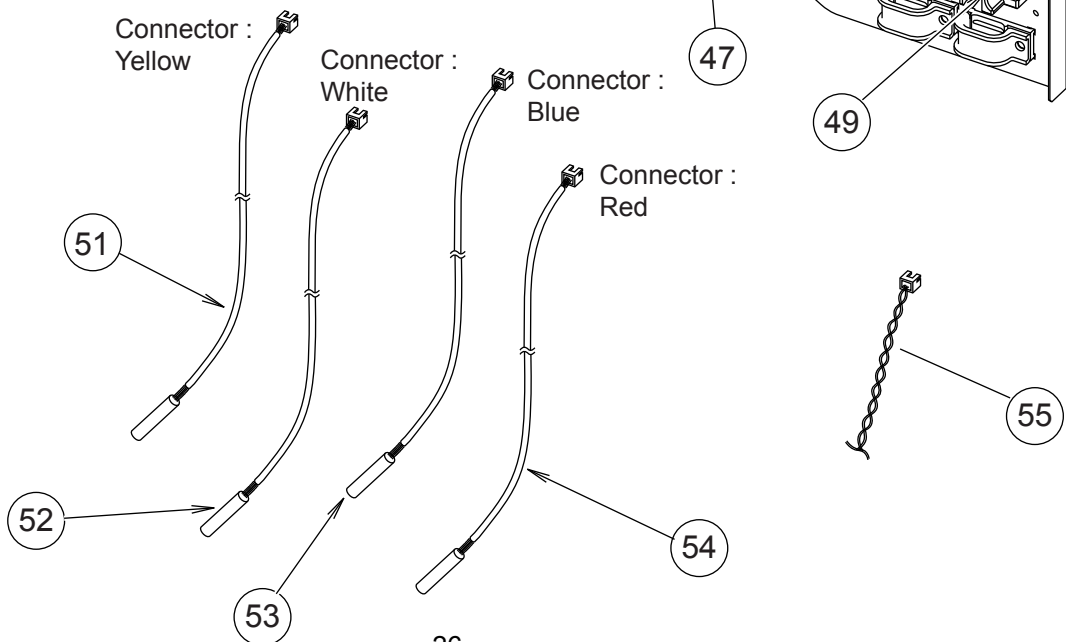 Connector :
Yellow
Connector :
White
Connector :
Blue
Connector :
Red
47
49
51
52
53
54
55